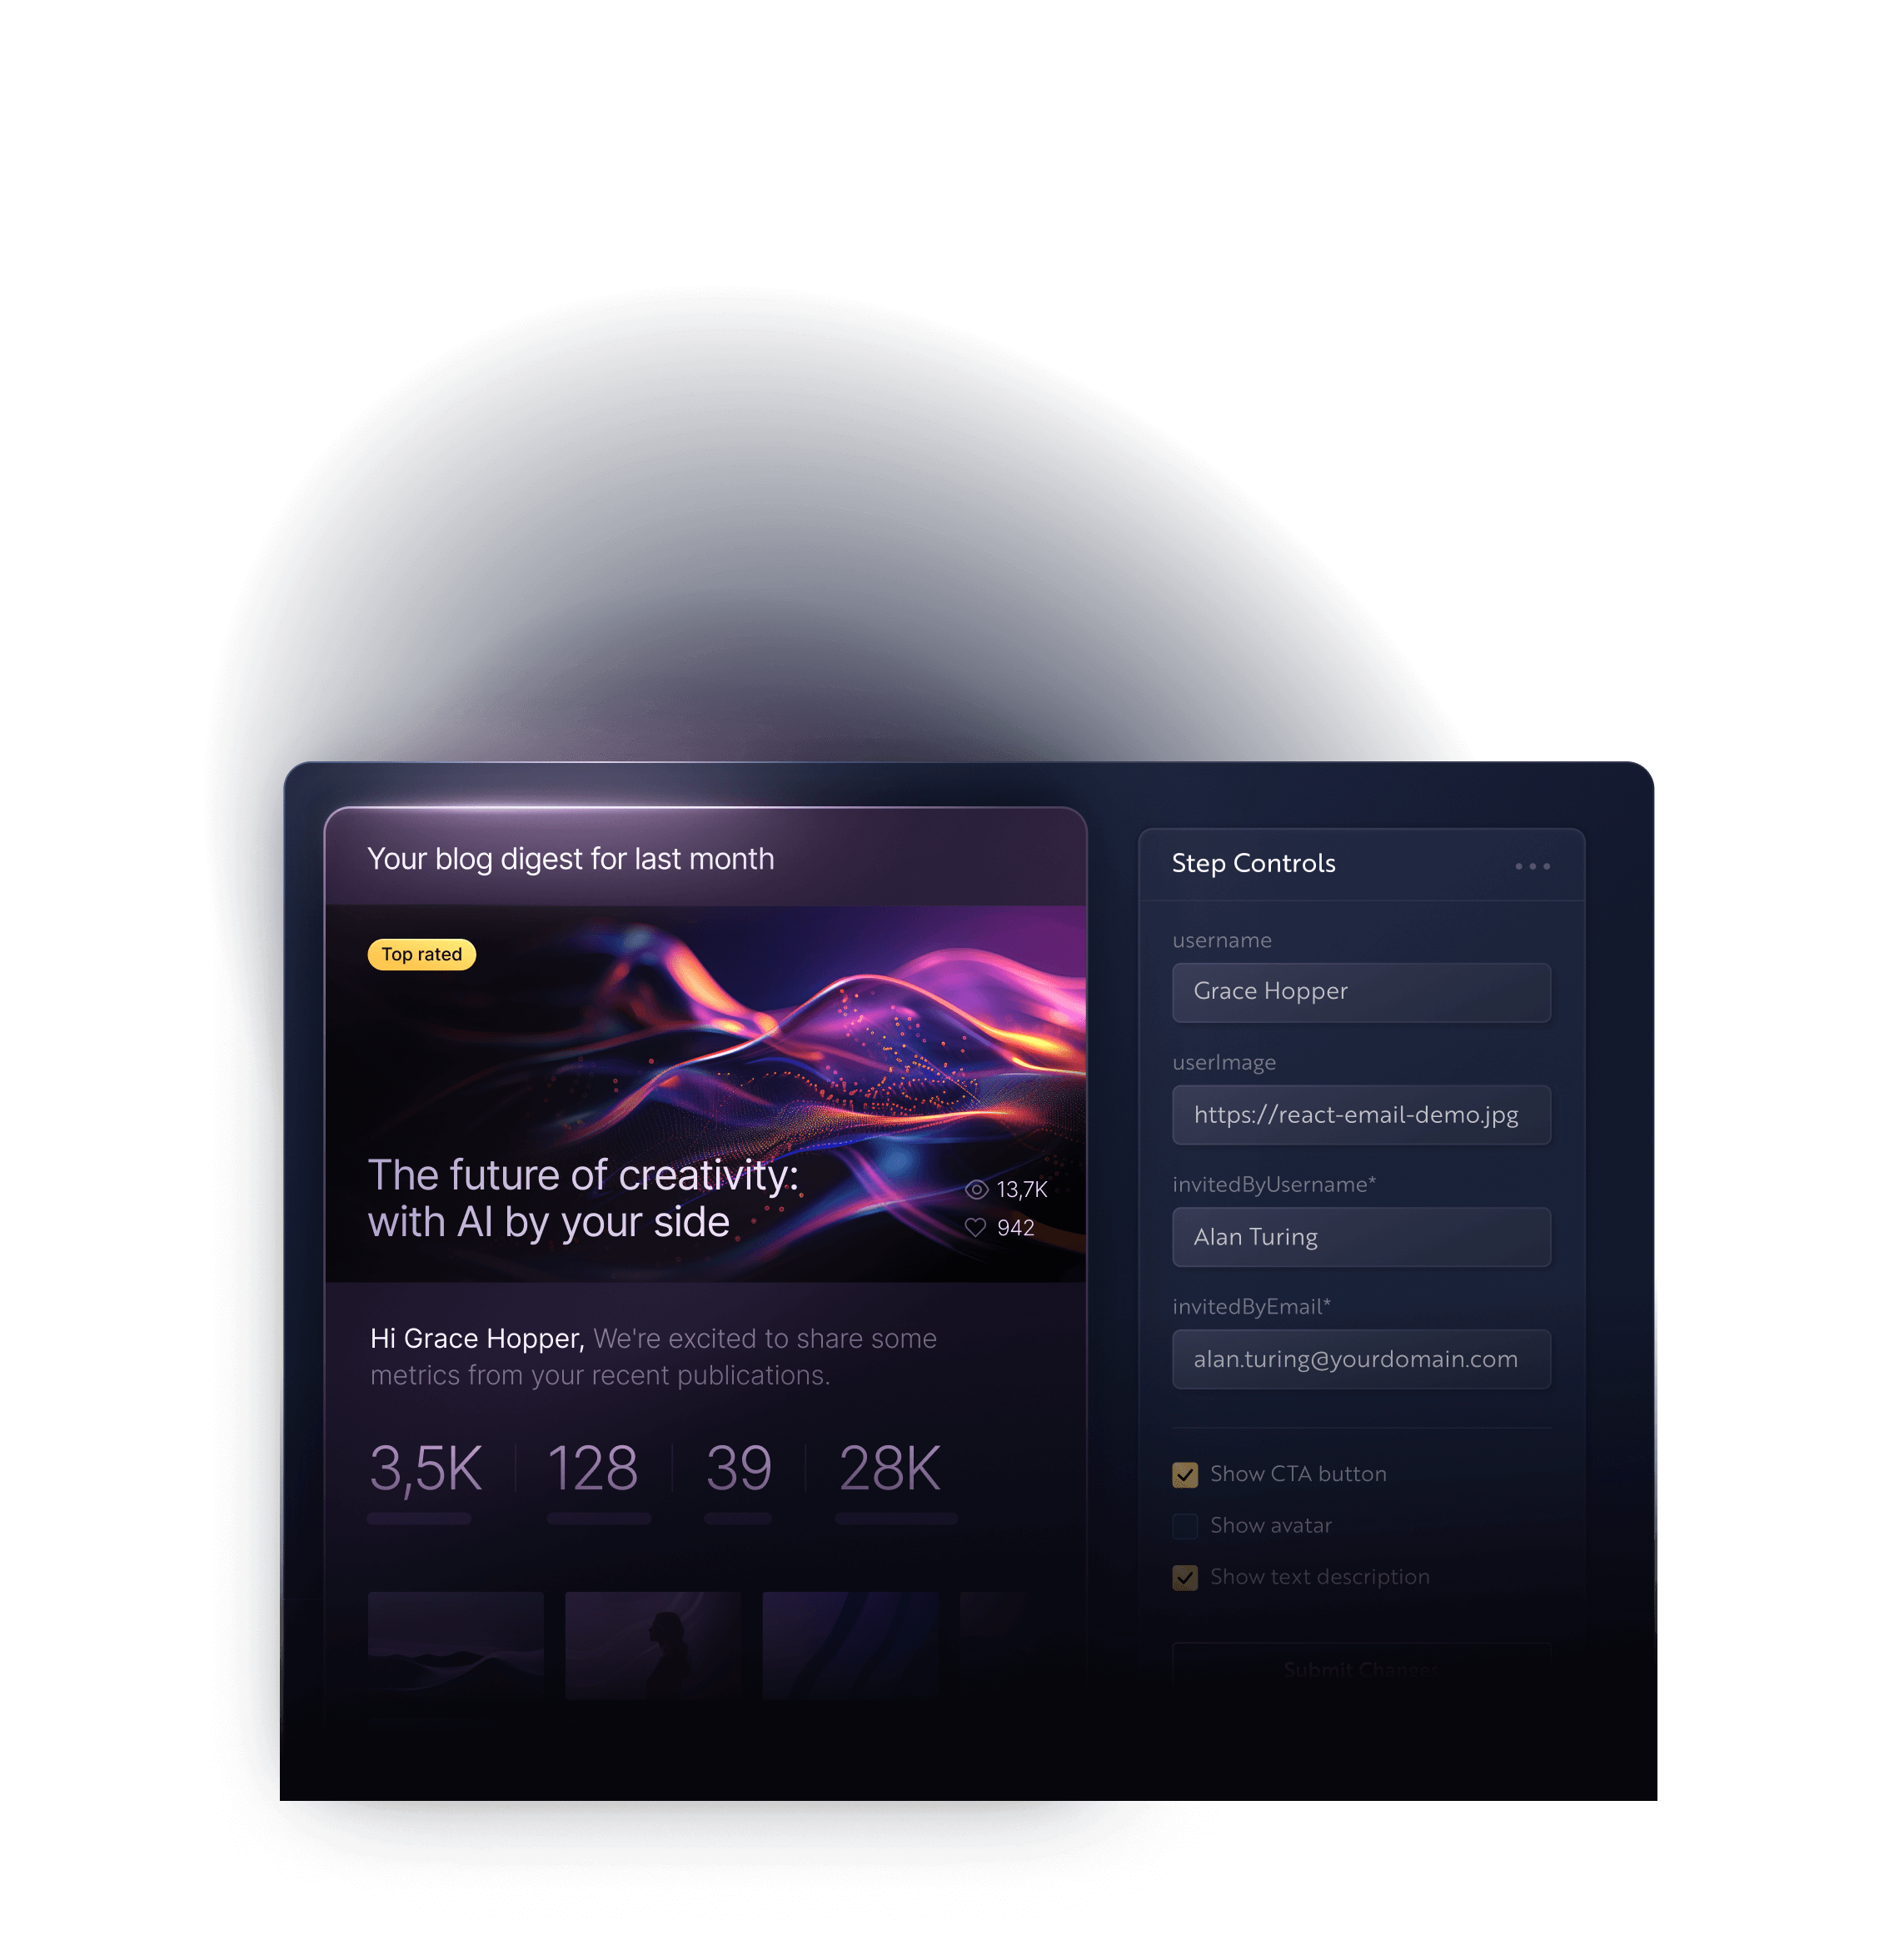 Your blog digest for last month
Top rated
The future of creativity:
with AI by your side
13,7K
942
Hi Grace Hopper, We're excited to share some
metrics from your recent publications.
3,5K 128 39 28K
Step Controls
username
Grace Hopper
userImage
https://react-email-demo.jpg
invitedByUsername*
Alan Turing
invitedByEmail*
alan.turing@yourdomain.com
Show CTA button
Show avatar
Show text description
Submit Changes